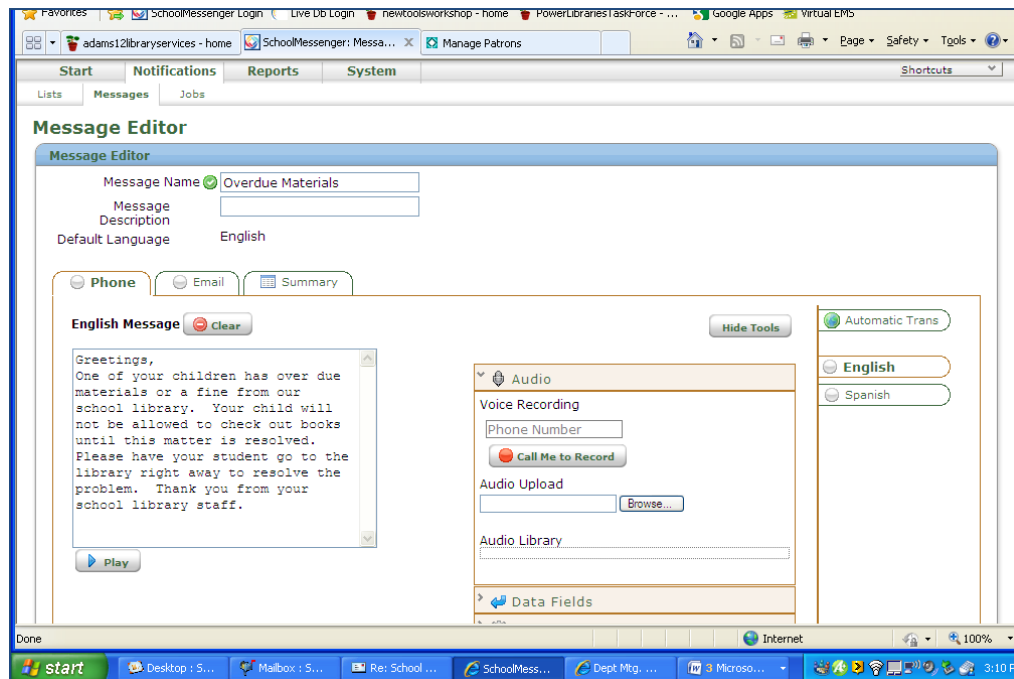 Favorites SchoolMessenger Login Live Db Login newtoolsworkshop - home PowerLibrariesTaskForce - ... Google Apps Virtual EMS
adams12libraryservices - home SchoolMessenger: Messa... X Manage Patrons Page Safety Tools
Start Notifications Reports System Shortcuts
Lists Messages Jobs
Message Editor
Message Editor
Message Name Overdue Materials
Message Description
Default Language English
Phone Email Summary
English Message Clear Hide Tools
Automatic Trans
English
Spanish
Greetings,
One of your children has over due
materials or a fine from our
school library. Your child will
not be allowed to check out books
until this matter is resolved.
Please have your student go to the
library right away to resolve the
problem. Thank you from your
school library staff.
Play
Audio
Voice Recording
Phone Number
Call Me to Record
Audio Upload
Browse...
Audio Library
Data Fields
Done Internet 100%
start Desktop : S... Mailbox : S... Re: School ... SchoolMess... Dept Mtg. ... 3 Microso... 3:10 P